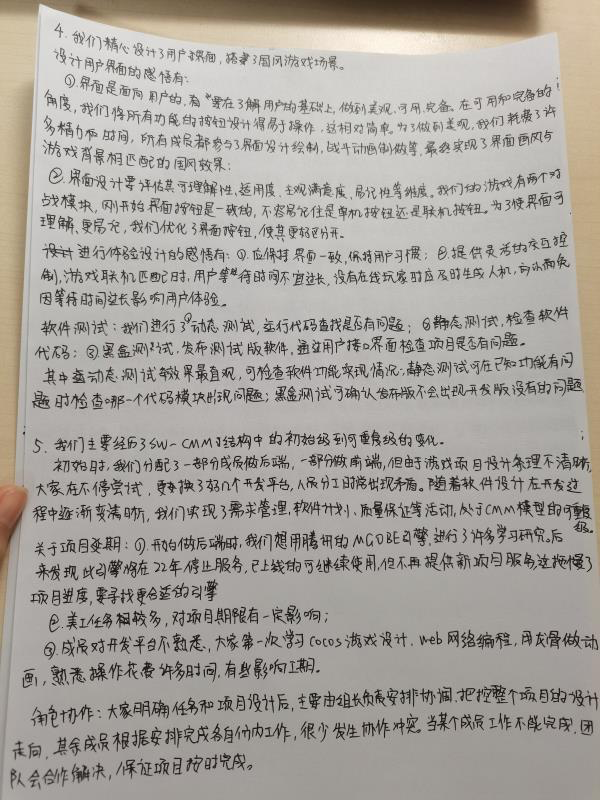 4. 我们精心设计了用户界面，搭建了国风游戏场景。
设计用户界面的感悟有：
①界面是面向用户的，有*要在了解用户的基础上，做到美观、可用、完备。在可用和完备的
角度，我们将所有功能的按钮设计得易于操作，这相对简单。为了做到美观，我们耗费了许
多精力和时间，所有成员都参与了界面设计绘制，战斗动画制做等，最终实现了界面画风与
游戏背景相匹配的国风效果；
②. 界面设计要评估其可理解性、适用度、主观满意度、易记性等维度。我们的游戏有两个对
战模块，刚开始界面按钮是一致的，不容易记住是单机按钮还是联机按钮。为了使界面可
理解、更易记，我们优化了界面按钮，使其更好区分开。
进行体验设计的感悟有：①. 应保持界面一致，保持用户习惯；②. 提供灵活的交互控
制，游戏联机匹配时，用户等待时间不宜过长，没有在线玩家时应及时生成人机，可以避免
因等待时间过长影响用户体验。
软件测试：我们进行了①动态测试，运行代码查找是否有问题；②静态测试，检查软件
代码；③黑盒测试，发布测试版软件，通过用户接口界面检查项目是否有问题。
其中动态测试效果最直观，可检查软件功能实现情况；静态测试可在已知功能有问
题时检查哪一个代码模块出现问题；黑盒测试可确认发布版不会出现开发版没有的问题
5. 我们主要经历了SW-CMM的结构中的初始级到可重复级的变化。
初始时，我们分配了一部分成员做后端，一部分做前端，但由于游戏项目设计条理不清晰，
大家在不停尝试，更换了好几个开发平台，人员分工时常出现矛盾。随着软件设计在开发过
程中逐渐变清晰，我们实现了需求管理，软件计划、质量保证等活动，处于CMM模型的可重复级。
关于项目延期：①. 开始做后端时，我们想用腾讯的MGOBE引擎，进行了许多学习研究，后
来发现此引擎将在22年停止服务，已上线的可继续使用，但不再提供新项目服务，这拖慢了
项目进度，要寻找更合适的引擎
②. 美工任务相较多，对项目期限有一定影响；
③. 成员对开发平台不熟悉，大家第一次学习cocos游戏设计，web网络编程，用龙骨做动
画，熟悉操作花费许多时间，有些影响工期。
角色协作：大家明确任务和项目设计后，主要由组长负责安排协调、把控整个项目的设计
走向，其余成员根据安排完成各自份内工作，很少发生协作冲突。当某个成员工作不能完成，团
队会合作解决，保证项目按时完成。